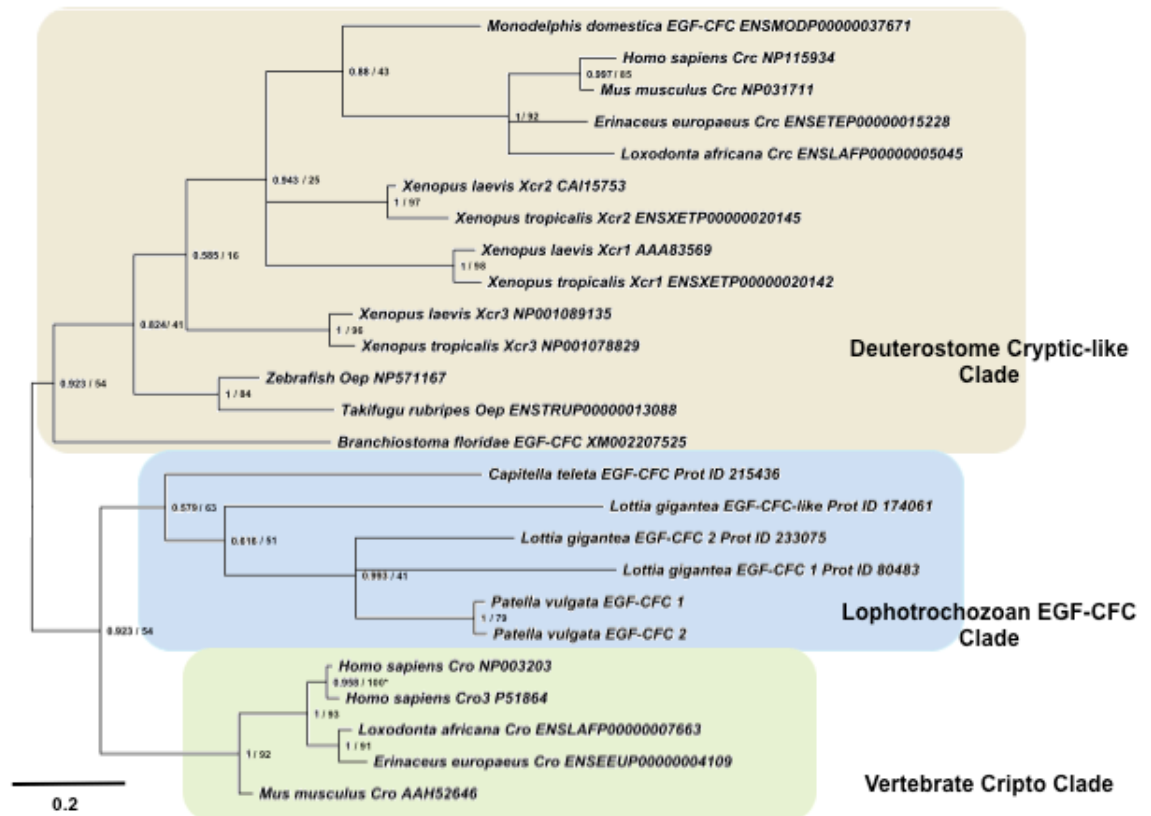 Monodelphis domestica EGF-CFC ENSMODP00000037671
0.88 / 43
Homo sapiens Crc NP115934
0.997 / 85
Mus musculus Crc NP031711
1/ 92
Erinaceus europaeus Crc ENSETEP00000015228
Loxodonta africana Crc ENSLAFP00000005045
0.943 / 25
Xenopus laevis Xcr2 CAI15753
1 / 97
Xenopus tropicalis Xcr2 ENSXETP00000020145
Xenopus laevis Xcr1 AAA83569
0.585 / 16
1 / 98
Xenopus tropicalis Xcr1 ENSXETP00000020142
Xenopus laevis Xcr3 NP001089135
0.824/ 41
1 / 96
Xenopus tropicalis Xcr3 NP001078829
Deuterostome Cryptic-like
Clade
Zebrafish Oep NP571167
0.923 / 54
1 / 84
Takifugu rubripes Oep ENSTRUP00000013088
Branchiostoma floridae EGF-CFC XM002207525
Capitella teleta EGF-CFC Prot ID 215436
0.579 / 63
Lottia gigantea EGF-CFC-like Prot ID 174061
0.616 / 51
Lottia gigantea EGF-CFC 2 Prot ID 233075
0.993 / 41
Lottia gigantea EGF-CFC 1 Prot ID 80483
Patella vulgata EGF-CFC 1
1 / 79
Patella vulgata EGF-CFC 2
Lophotrochozoan EGF-CFC
Clade
0.923 / 54
Homo sapiens Cro NP003203
0.998 / 100*
Homo sapiens Cro3 P51864
1 / 93
Loxodonta africana Cro ENSLAFP00000007663
1 / 91
1 / 92
Erinaceus europaeus Cro ENSEEUP00000004109
Mus musculus Cro AAH52646
Vertebrate Cripto Clade
0.2